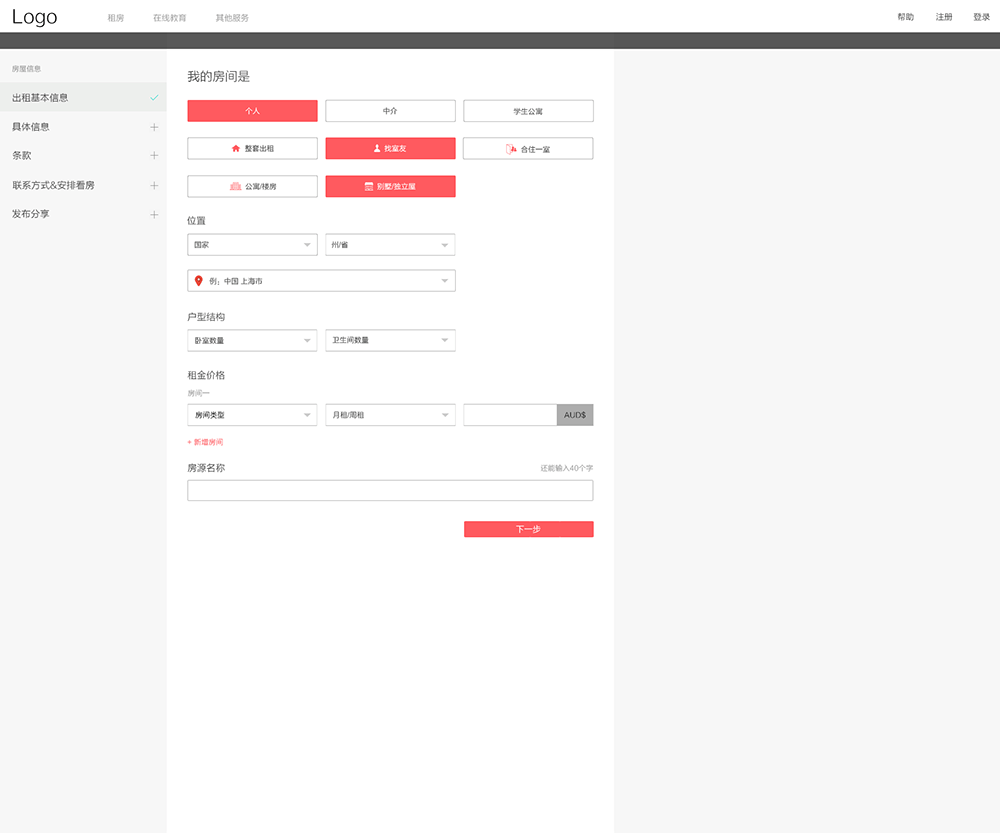 Logo 租房 在线教育 其他服务 帮助 注册 登录
房屋信息
出租基本信息
具体信息
条款
联系方式&安排看房
发布分享
我的房间是
个人 中介 学生公寓
整套出租 找室友 合住一室
公寓/楼房 别墅/独立屋
位置
国家 州/省
例：中国 上海市
户型结构
卧室数量 卫生间数量
租金价格
房间一
房间类型 月租/周租 AUD$
+ 新增房间
房源名称 还能输入40个字
下一步